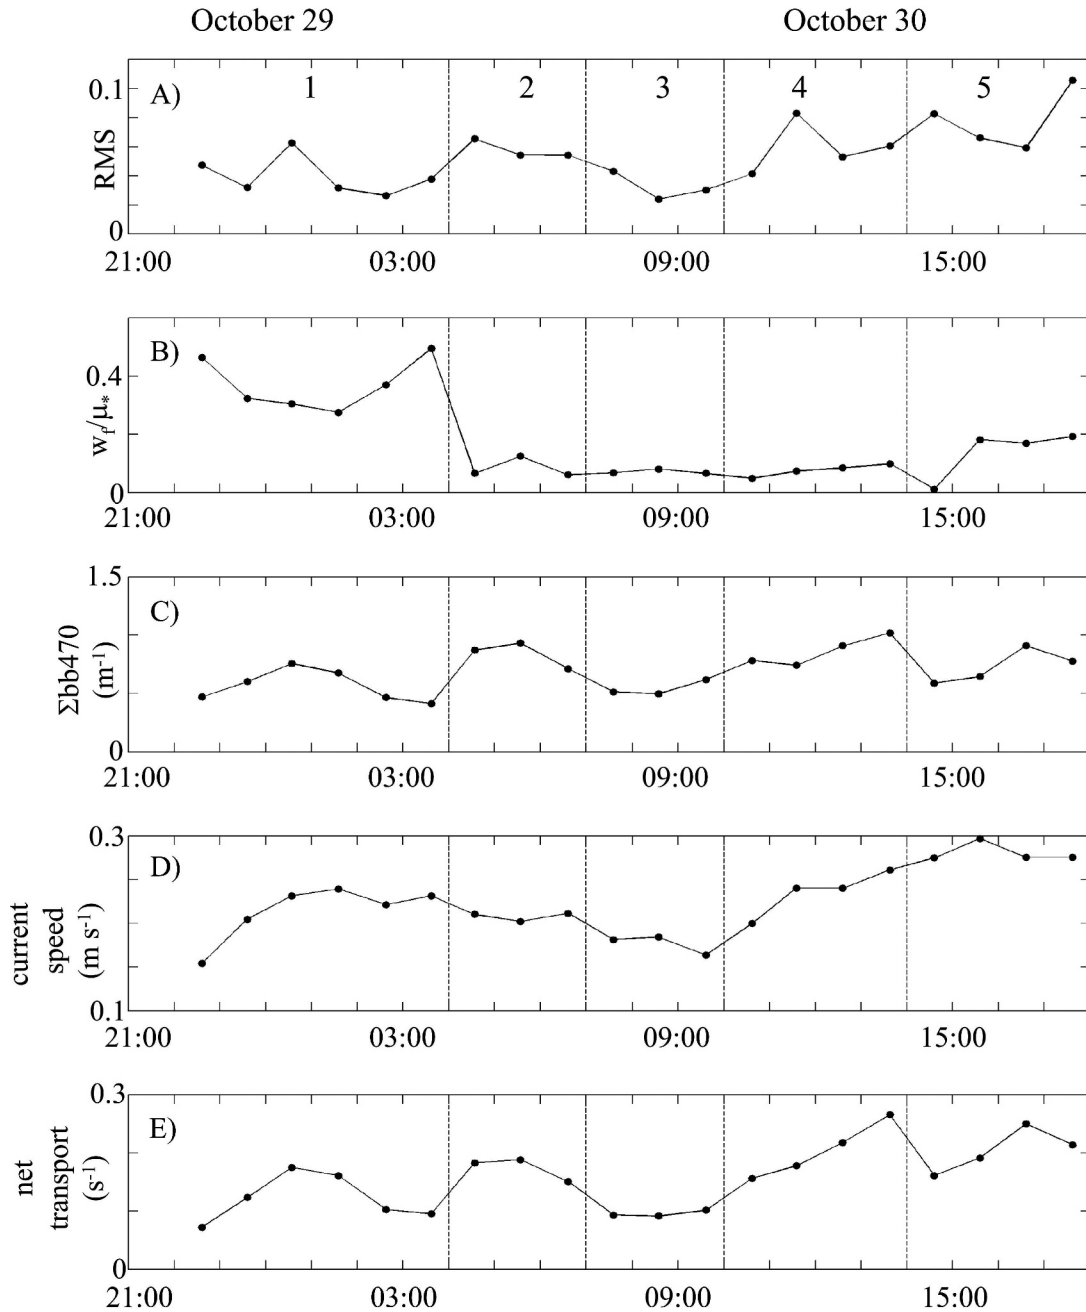 October 29 October 30
A) 1 2 3 4 5
0.1
RMS
0
21:00 03:00 09:00 15:00
B)
0.4
w_f/μ_*
0
21:00 03:00 09:00 15:00
1.5
C)
Σbb470
(m⁻¹)
0
21:00 03:00 09:00 15:00
0.3
D)
current
speed
(m s⁻¹)
0.1
21:00 03:00 09:00 15:00
0.3
E)
net
transport
(s⁻¹)
0
21:00 03:00 09:00 15:00